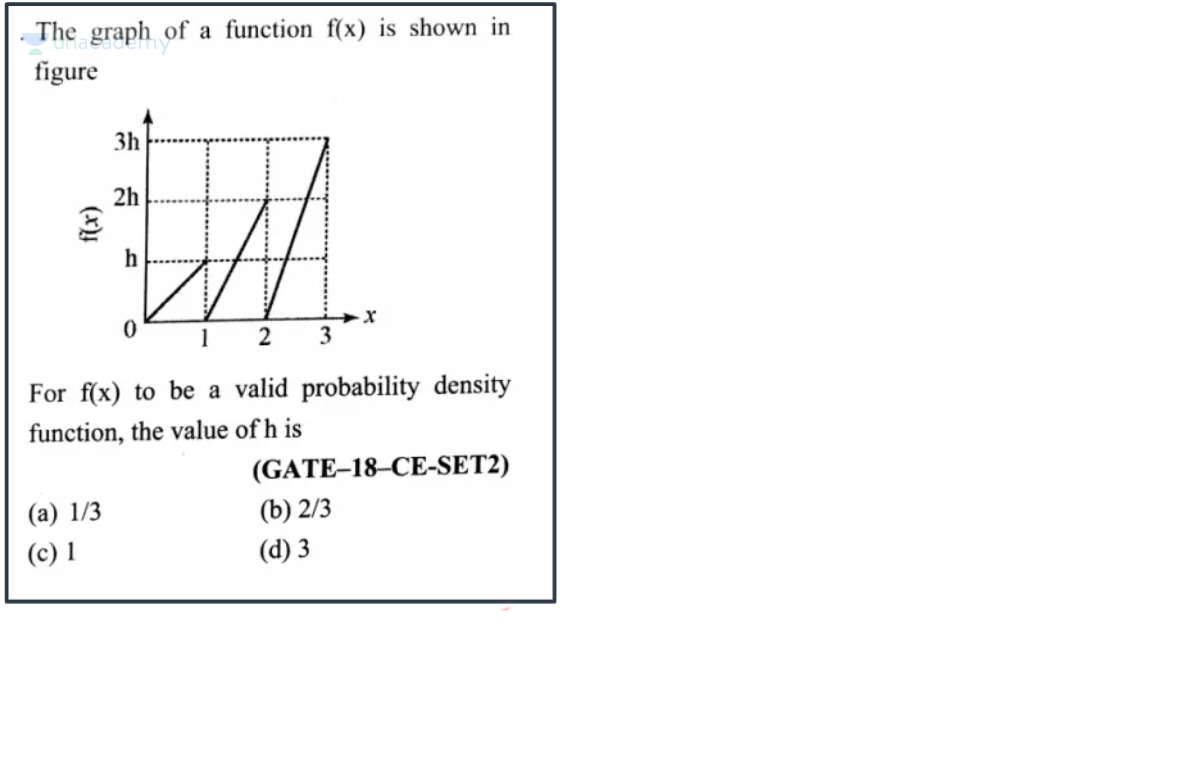 . The graph of a function f(x) is shown in
unacademy
figure
3h
2h
f(x)
h
0
1
2
3
x
For f(x) to be a valid probability density
function, the value of h is
(GATE–18–CE-SET2)
(a) 1/3
(b) 2/3
(c) 1
(d) 3